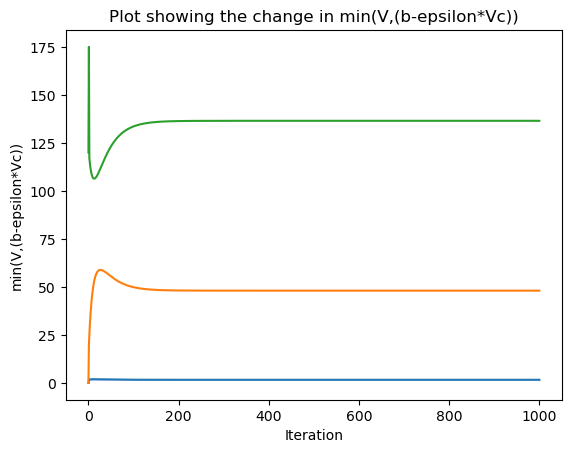 Plot showing the change in min(V,(b-epsilon*Vc))
175
150
125
100
75
50
25
0
min(V,(b-epsilon*Vc))
0 200 400 600 800 1000
Iteration